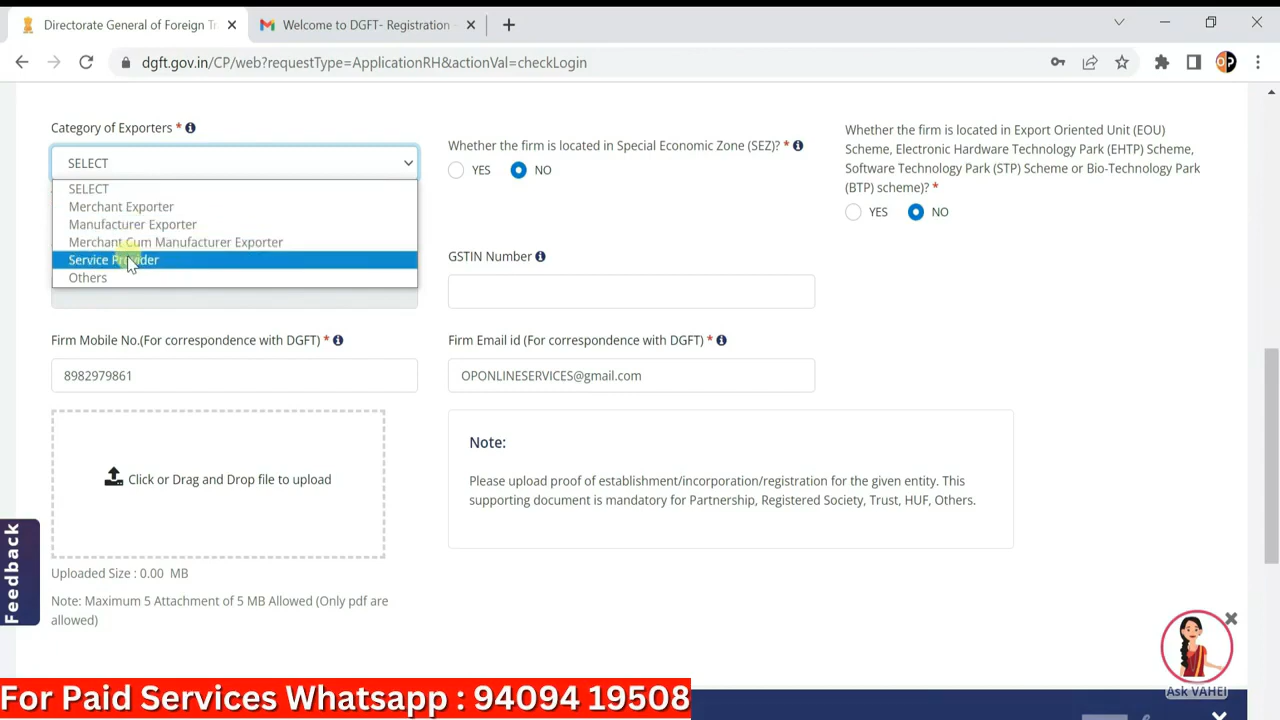 Directorate General of Foreign Tr
Welcome to DGFT- Registration
dgft.gov.in/CP/web?requestType=ApplicationRH&actionVal=checkLogin
Category of Exporters *
SELECT
SELECT
Merchant Exporter
Manufacturer Exporter
Merchant Cum Manufacturer Exporter
Service Provider
Others
Whether the firm is located in Special Economic Zone (SEZ)? *
YES NO
Whether the firm is located in Export Oriented Unit (EOU)
Scheme, Electronic Hardware Technology Park (EHTP) Scheme,
Software Technology Park (STP) Scheme or Bio-Technology Park
(BTP) scheme)? *
YES NO
GSTIN Number
Firm Mobile No.(For correspondence with DGFT) *
8982979861
Firm Email id (For correspondence with DGFT) *
OPONLINESERVICES@gmail.com
Click or Drag and Drop file to upload
Note:
Please upload proof of establishment/incorporation/registration for the given entity. This
supporting document is mandatory for Partnership, Registered Society, Trust, HUF, Others.
Uploaded Size : 0.00 MB
Note: Maximum 5 Attachment of 5 MB Allowed (Only pdf are
allowed)
Feedback
Ask VAHEI
For Paid Services Whatsapp : 94094 19508